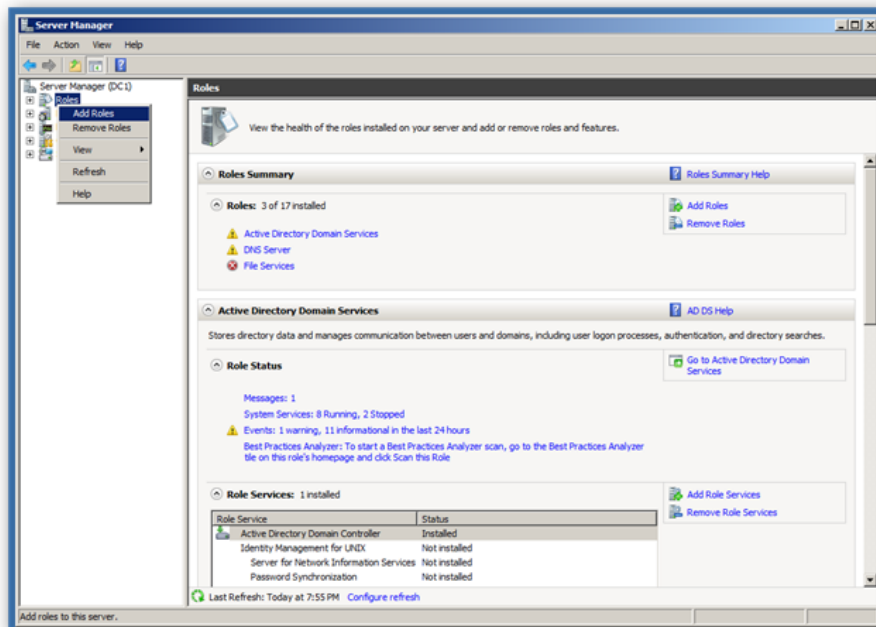 Server Manager
File Action View Help
Server Manager (DC1)
Roles
Add Roles
Remove Roles
View
Refresh
Help
Roles
View the health of the roles installed on your server and add or remove roles and features.
Roles Summary
Roles Summary Help
Roles: 3 of 17 installed
Add Roles
Remove Roles
Active Directory Domain Services
DNS Server
File Services
Active Directory Domain Services
AD DS Help
Stores directory data and manages communication between users and domains, including user logon processes, authentication, and directory searches.
Role Status
Go to Active Directory Domain
Services
Messages: 1
System Services: 8 Running, 2 Stopped
Events: 1 warning, 11 informational in the last 24 hours
Best Practices Analyzer: To start a Best Practices Analyzer scan, go to the Best Practices Analyzer
tile on this role's homepage and click Scan this Role
Role Services: 1 installed
Add Role Services
Remove Role Services
Role Service Status
Active Directory Domain Controller Installed
Identity Management for UNIX Not installed
Server for Network Information Services Not installed
Password Synchronization Not installed
Last Refresh: Today at 7:55 PM Configure refresh
Add roles to this server.